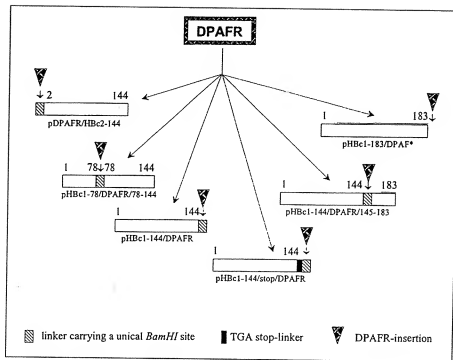 DPAFR
2 144
pDPAFR/HBc2-144
1 183
pHBc1-183/DPAF*
1 78 78 144
pHBc1-78/DPAFR/78-144
1 144 183
pHBc1-144/DPAFR/145-183
1 144
pHBc1-144/DPAFR
1 144
pHBc1-144/stop/DPAFR
linker carrying a unical BamHI site
TGA stop-linker
DPAFR-insertion